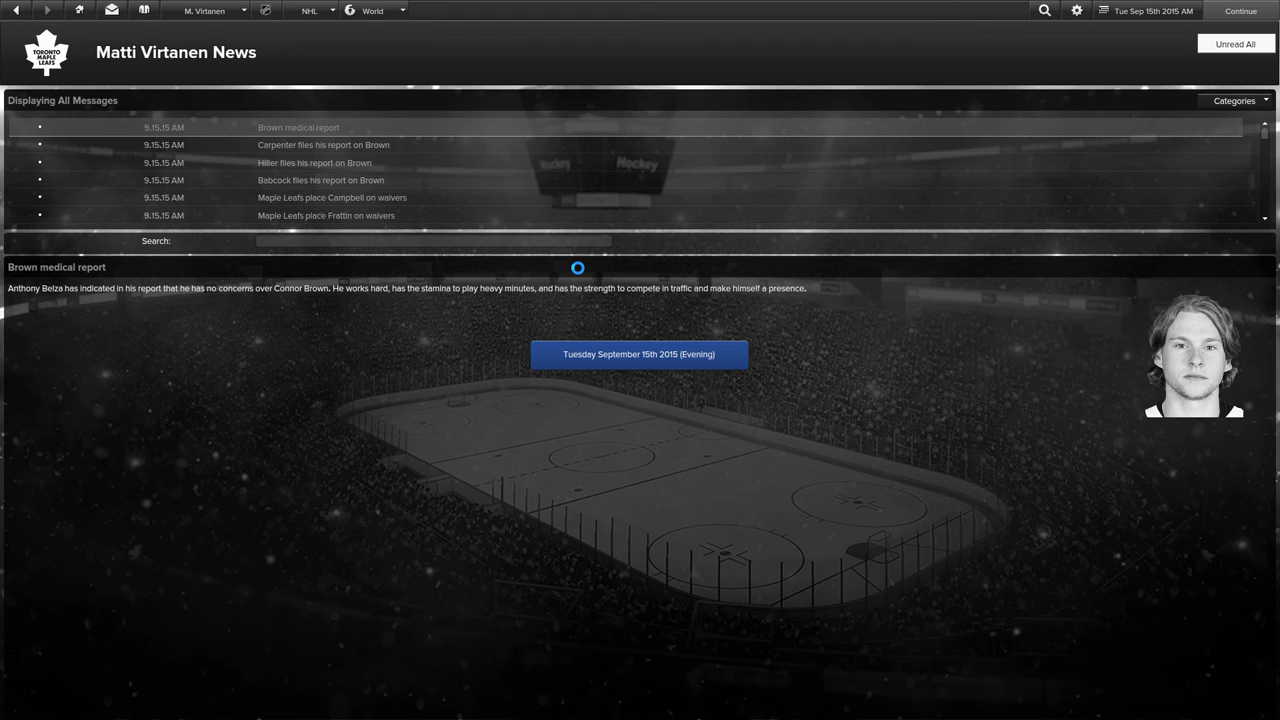 M. Virtanen
NHL
World
Tue Sep 15th 2015 AM
Continue
TORONTO
MAPLE
LEAFS
Matti Virtanen News
Unread All
Displaying All Messages
Categories
• 9.15.15 AM Brown medical report
• 9.15.15 AM Carpenter files his report on Brown
• 9.15.15 AM Hiller files his report on Brown
• 9.15.15 AM Babcock files his report on Brown
• 9.15.15 AM Maple Leafs place Campbell on waivers
• 9.15.15 AM Maple Leafs place Frattin on waivers
Hockey Hockey
Search:
Brown medical report
Anthony Belza has indicated in his report that he has no concerns over Connor Brown. He works hard, has the stamina to play heavy minutes, and has the strength to compete in traffic and make himself a presence.
Tuesday September 15th 2015 (Evening)